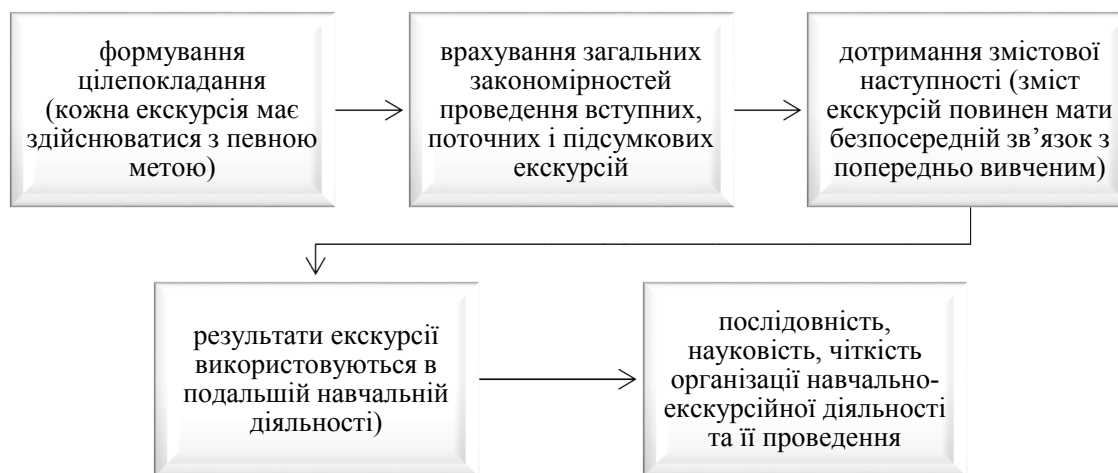 формування
цілепокладання
(кожна екскурсія має
здійснюватися з певною
метою)
врахування загальних
закономірностей
проведення вступних,
поточних і підсумкових
екскурсій
дотримання змістової
наступності (зміст
екскурсій повинен мати
безпосередній зв’язок з
попередньо вивченим)
результати екскурсії
використовуються в
подальшій навчальній
діяльності)
послідовність,
науковість, чіткість
організації навчально-
екскурсійної діяльності
та її проведення